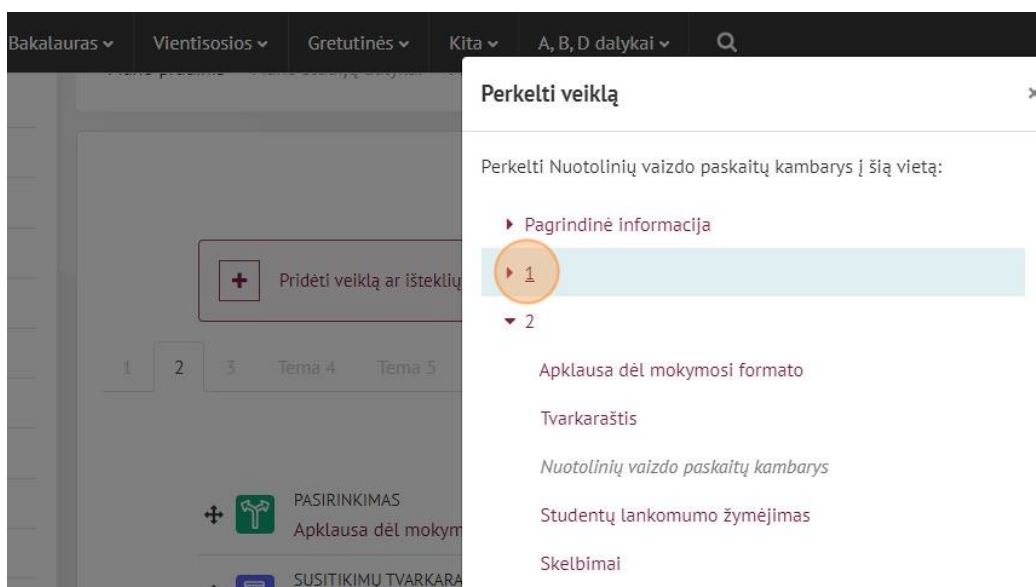 Bakalauras Vientisosios Gretutinės Kita A, B, D dalykai
Perkelti veiklą ×
Perkelti Nuotolinių vaizdo paskaitų kambarys į šią vietą:
Pagrindinė informacija
1
2
Apklausa dėl mokymosi formato
Tvarkaraštis
Nuotolinių vaizdo paskaitų kambarys
Studentų lankomumo žymėjimas
Skelbimai
Pridėti veiklą ar išteklių
1 2 3 Tema 4 Tema 5
PASIRINKIMAS
Apklausa dėl mokym
SUSITIKIMŲ TVARKARA